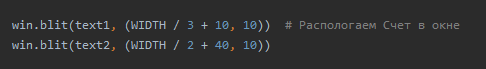 win.blit(text1, (WIDTH / 3 + 10, 10))  # Распологаем Счет в окне
win.blit(text2, (WIDTH / 2 + 40, 10))